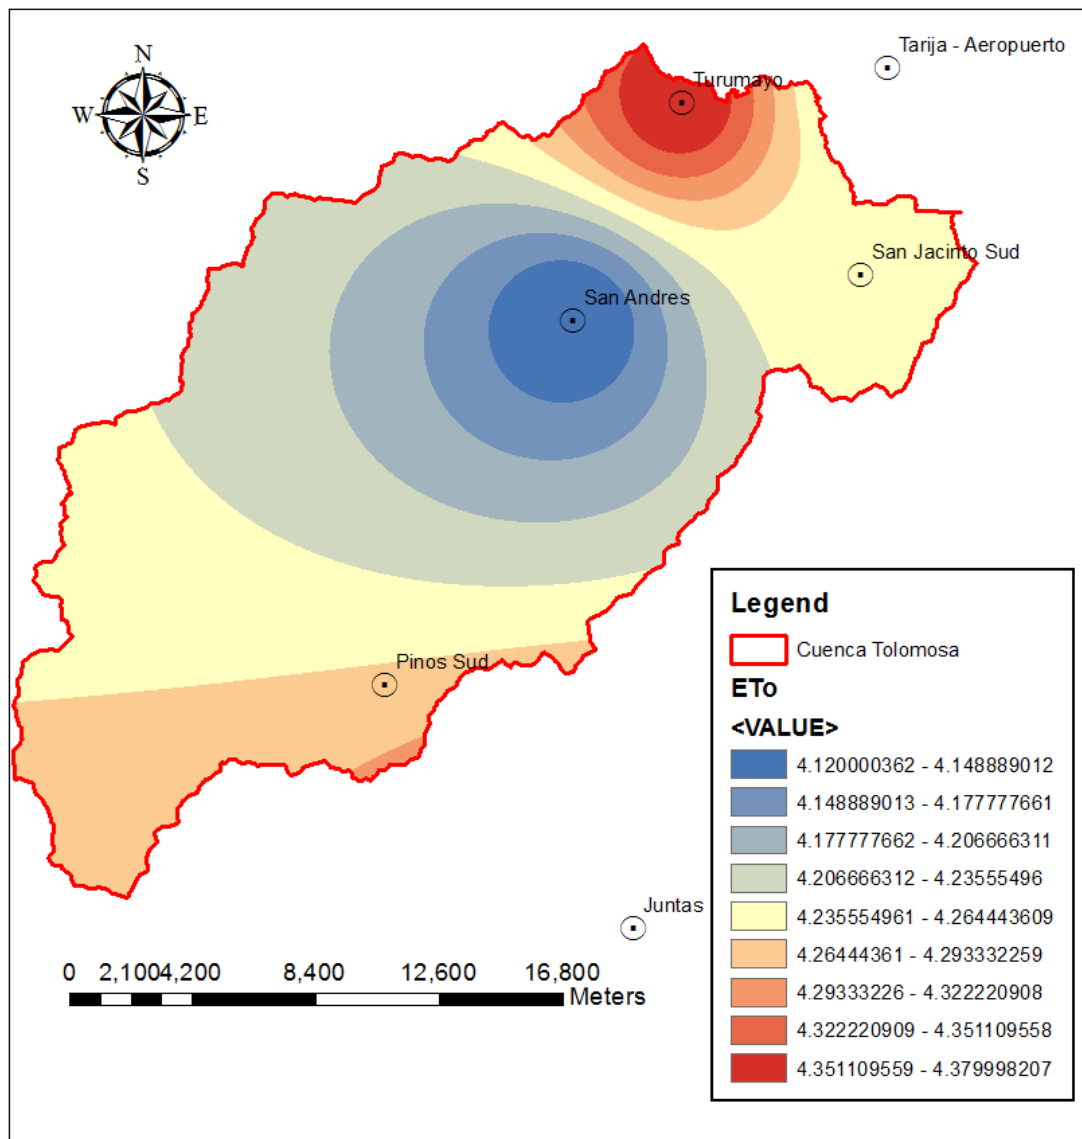 N
W E
S
Tarija - Aeropuerto
Turumayo
San Jacinto Sud
San Andres
Pinos Sud
Juntas
0 2,100 4,200 8,400 12,600 16,800
Meters
Legend
Cuenca Tolomosa
ETo
<VALUE>
4.120000362 - 4.148889012
4.148889013 - 4.177777661
4.177777662 - 4.206666311
4.206666312 - 4.23555496
4.235554961 - 4.264443609
4.26444361 - 4.293332259
4.29333226 - 4.322220908
4.322220909 - 4.351109558
4.351109559 - 4.379998207